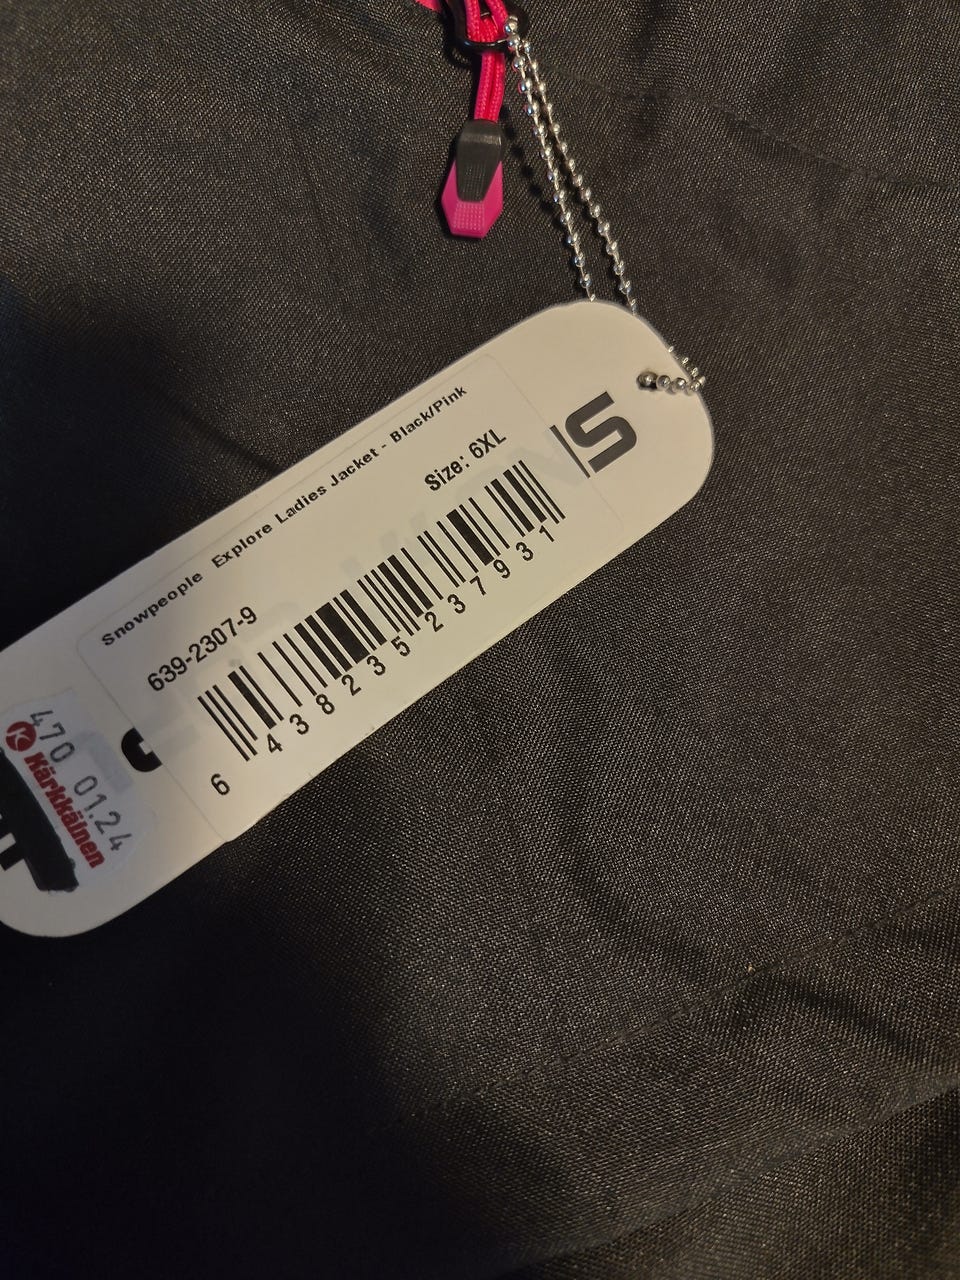 S
Snowpeople Explore Ladies Jacket - Black/Pink
Size: 6XL
639-2307-9
6 438235 237931
470 01.24
K Kärkkäinen